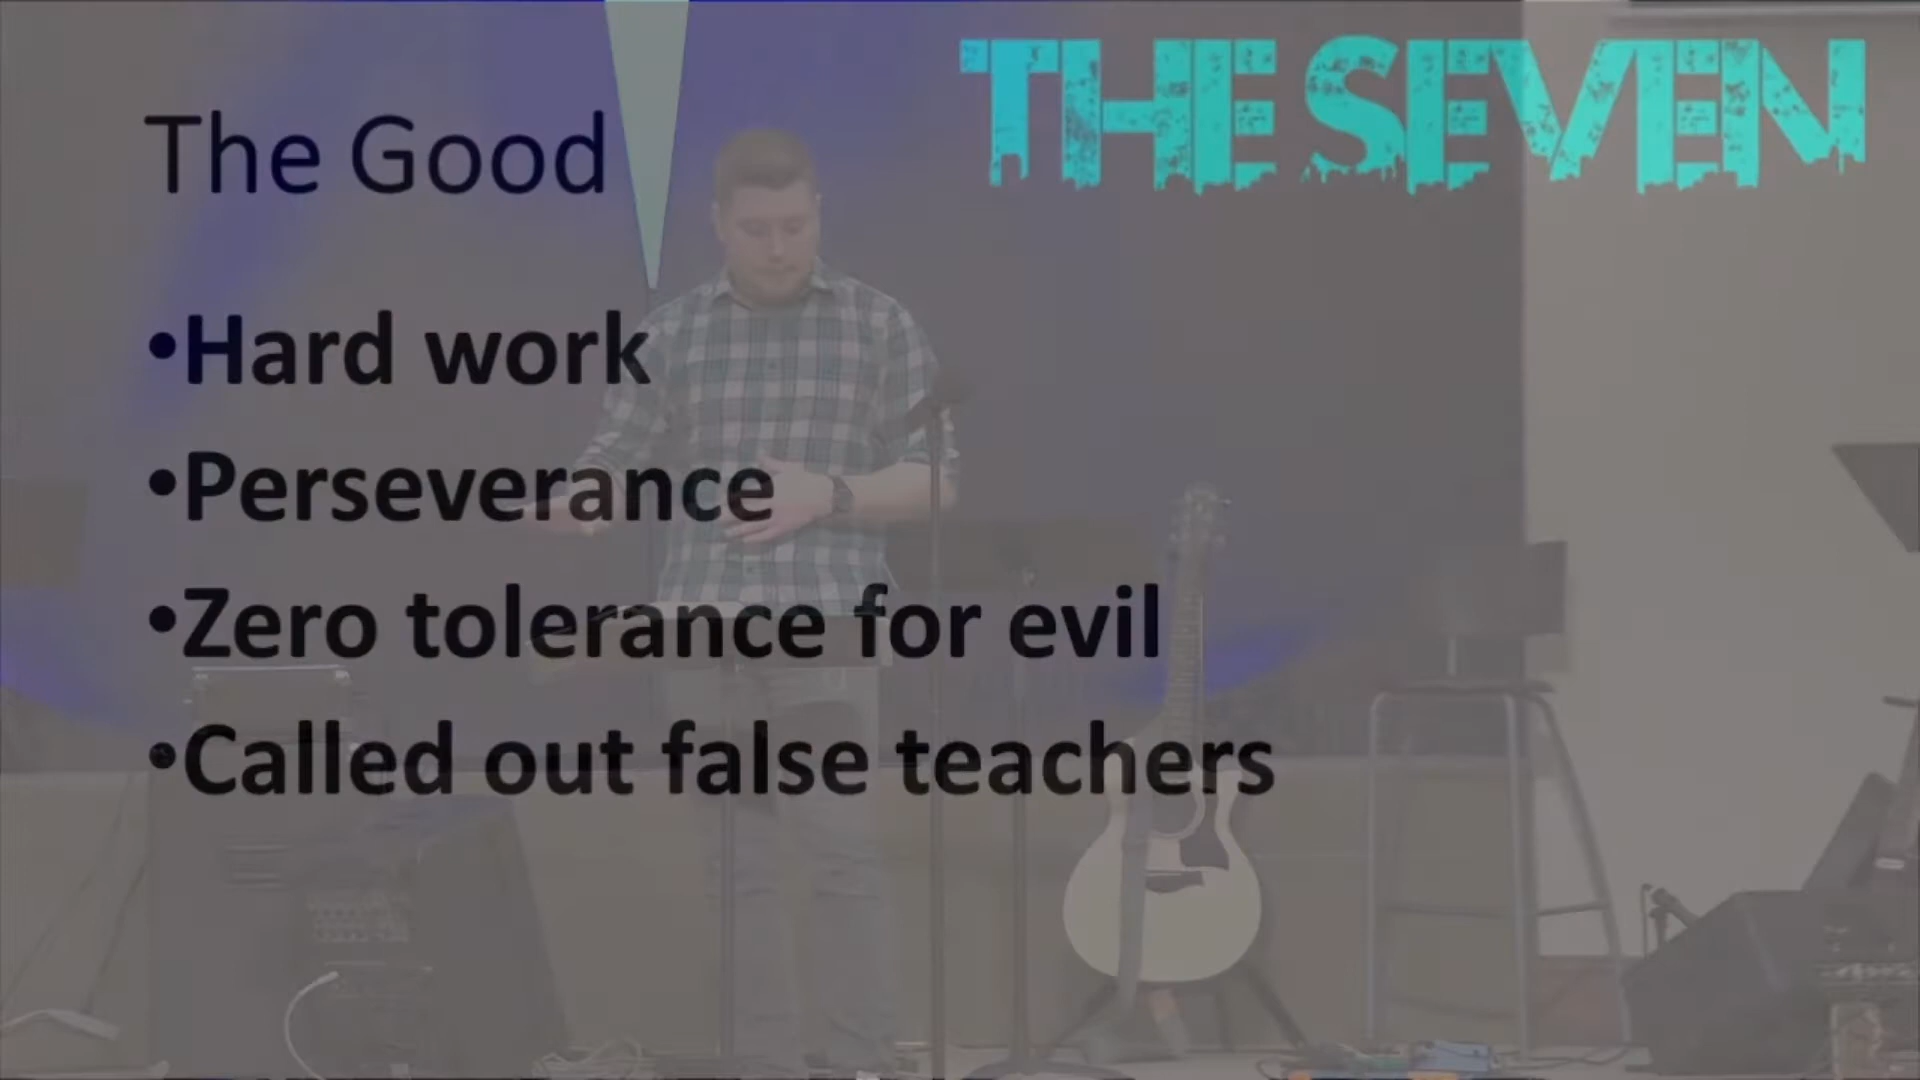 THE SEVEN
The Good
•Hard work
•Perseverance
•Zero tolerance for evil
•Called out false teachers